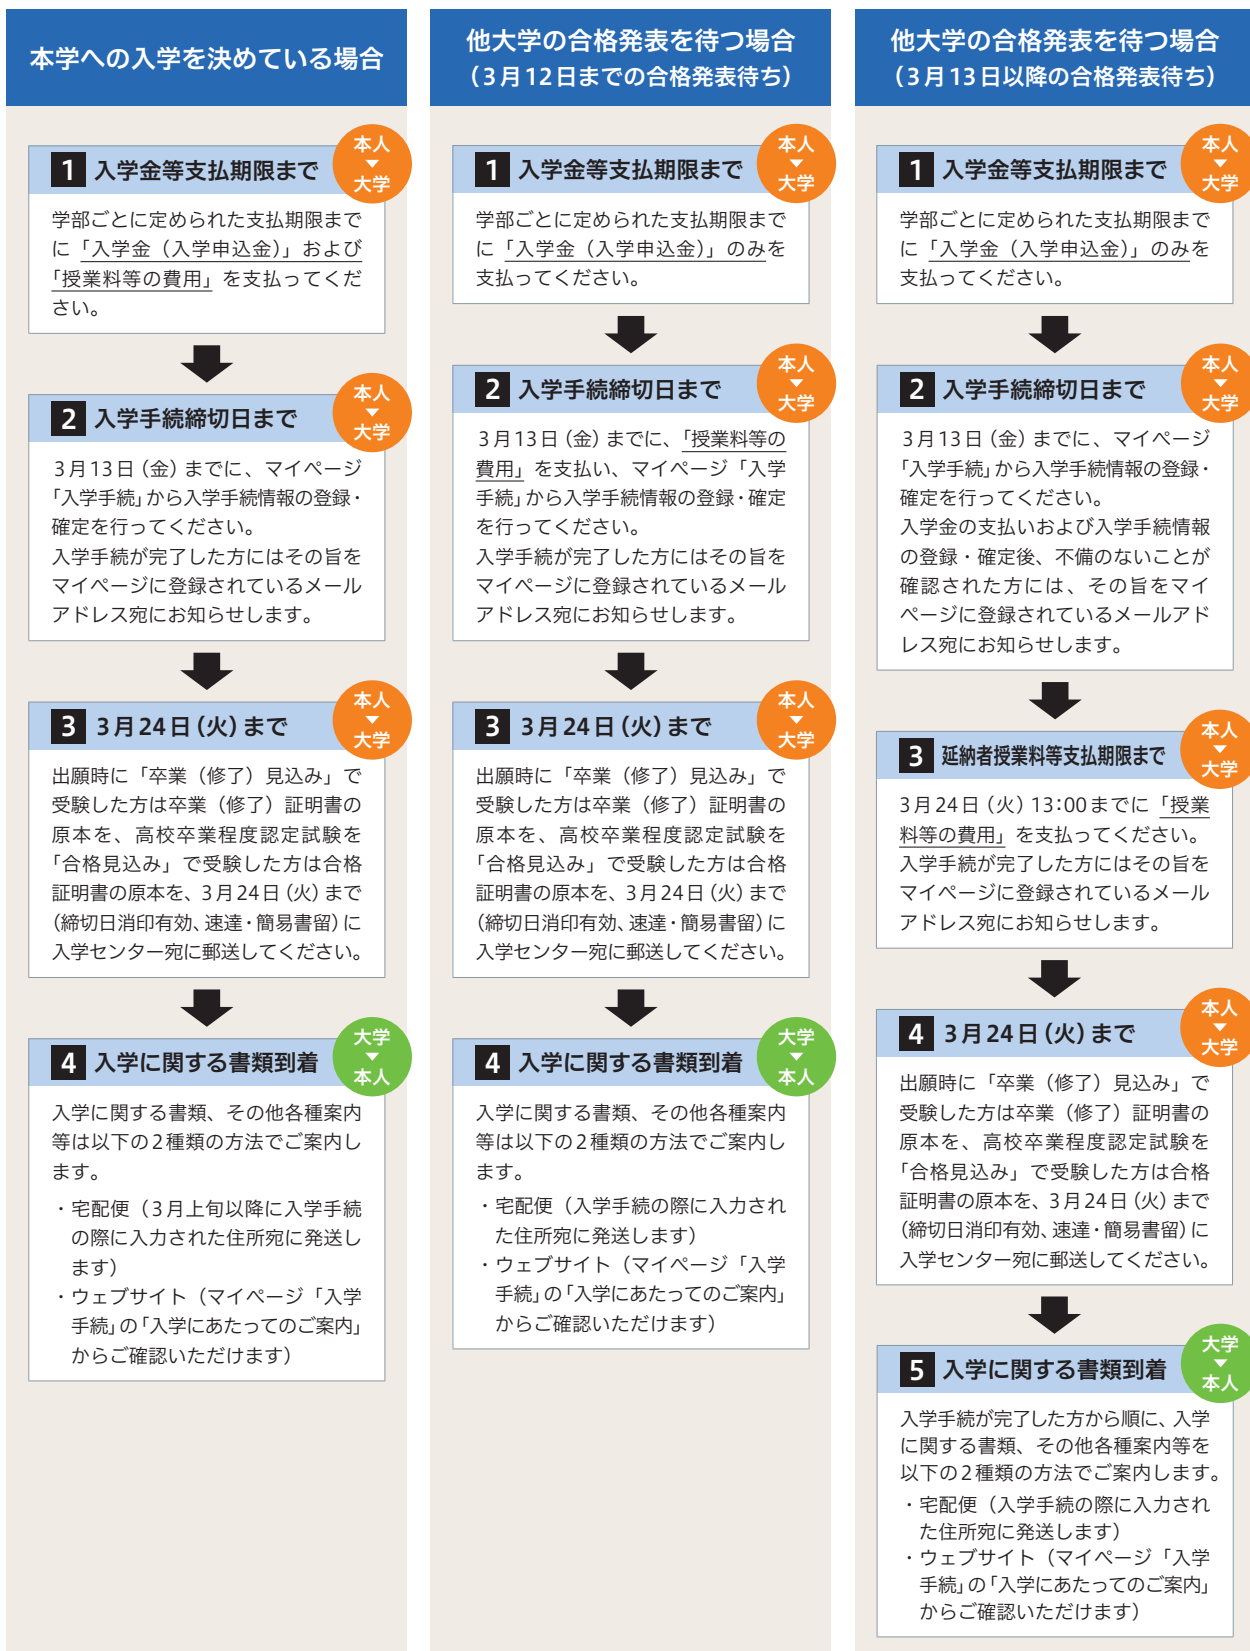 本学への入学を決めている場合
本人
▼
大学
1 入学金等支払期限まで
学部ごとに定められた支払期限まで
に「入学金（入学申込金）」および
「授業料等の費用」を支払ってくだ
さい。
本人
▼
大学
2 入学手続締切日まで
3月13日（金）までに、マイページ
「入学手続」から入学手続情報の登録・
確定を行ってください。
入学手続が完了した方にはその旨を
マイページに登録されているメール
アドレス宛にお知らせします。
本人
▼
大学
3 3月24日（火）まで
出願時に「卒業（修了）見込み」で
受験した方は卒業（修了）証明書の
原本を、高校卒業程度認定試験を
「合格見込み」で受験した方は合格
証明書の原本を、3月24日（火）まで
（締切日消印有効、速達・簡易書留）に
入学センター宛に郵送してください。
大学
▼
本人
4 入学に関する書類到着
入学に関する書類、その他各種案内
等は以下の2種類の方法でご案内し
ます。
・宅配便（3月上旬以降に入学手続
の際に入力された住所宛に発送し
ます）
・ウェブサイト（マイページ「入学
手続」の「入学にあたってのご案内」
からご確認いただけます）
他大学の合格発表を待つ場合
（3月12日までの合格発表待ち）
本人
▼
大学
1 入学金等支払期限まで
学部ごとに定められた支払期限まで
に「入学金（入学申込金）」のみを
支払ってください。
本人
▼
大学
2 入学手続締切日まで
3月13日（金）までに、「授業料等の
費用」を支払い、マイページ「入学
手続」から入学手続情報の登録・確定
を行ってください。
入学手続が完了した方にはその旨を
マイページに登録されているメール
アドレス宛にお知らせします。
本人
▼
大学
3 3月24日（火）まで
出願時に「卒業（修了）見込み」で
受験した方は卒業（修了）証明書の
原本を、高校卒業程度認定試験を
「合格見込み」で受験した方は合格
証明書の原本を、3月24日（火）まで
（締切日消印有効、速達・簡易書留）に
入学センター宛に郵送してください。
大学
▼
本人
4 入学に関する書類到着
入学に関する書類、その他各種案内
等は以下の2種類の方法でご案内し
ます。
・宅配便（入学手続の際に入力され
た住所宛に発送します）
・ウェブサイト（マイページ「入学
手続」の「入学にあたってのご案内」
からご確認いただけます）
他大学の合格発表を待つ場合
（3月13日以降の合格発表待ち）
本人
▼
大学
1 入学金等支払期限まで
学部ごとに定められた支払期限まで
に「入学金（入学申込金）」のみを
支払ってください。
本人
▼
大学
2 入学手続締切日まで
3月13日（金）までに、マイページ
「入学手続」から入学手続情報の登録・
確定を行ってください。
入学金の支払いおよび入学手続情報
の登録・確定後、不備のないことが
確認された方には、その旨をマイ
ページに登録されているメールアド
レス宛にお知らせします。
本人
▼
大学
3 延納者授業料等支払期限まで
3月24日（火）13:00までに「授業
料等の費用」を支払ってください。
入学手続が完了した方にはその旨を
マイページに登録されているメール
アドレス宛にお知らせします。
本人
▼
大学
4 3月24日（火）まで
出願時に「卒業（修了）見込み」で
受験した方は卒業（修了）証明書の
原本を、高校卒業程度認定試験を
「合格見込み」で受験した方は合格
証明書の原本を、3月24日（火）まで
（締切日消印有効、速達・簡易書留）に
入学センター宛に郵送してください。
大学
▼
本人
5 入学に関する書類到着
入学手続が完了した方から順に、入学
に関する書類、その他各種案内等を
以下の2種類の方法でご案内します。
・宅配便（入学手続の際に入力され
た住所宛に発送します）
・ウェブサイト（マイページ「入学
手続」の「入学にあたってのご案内」
からご確認いただけます）